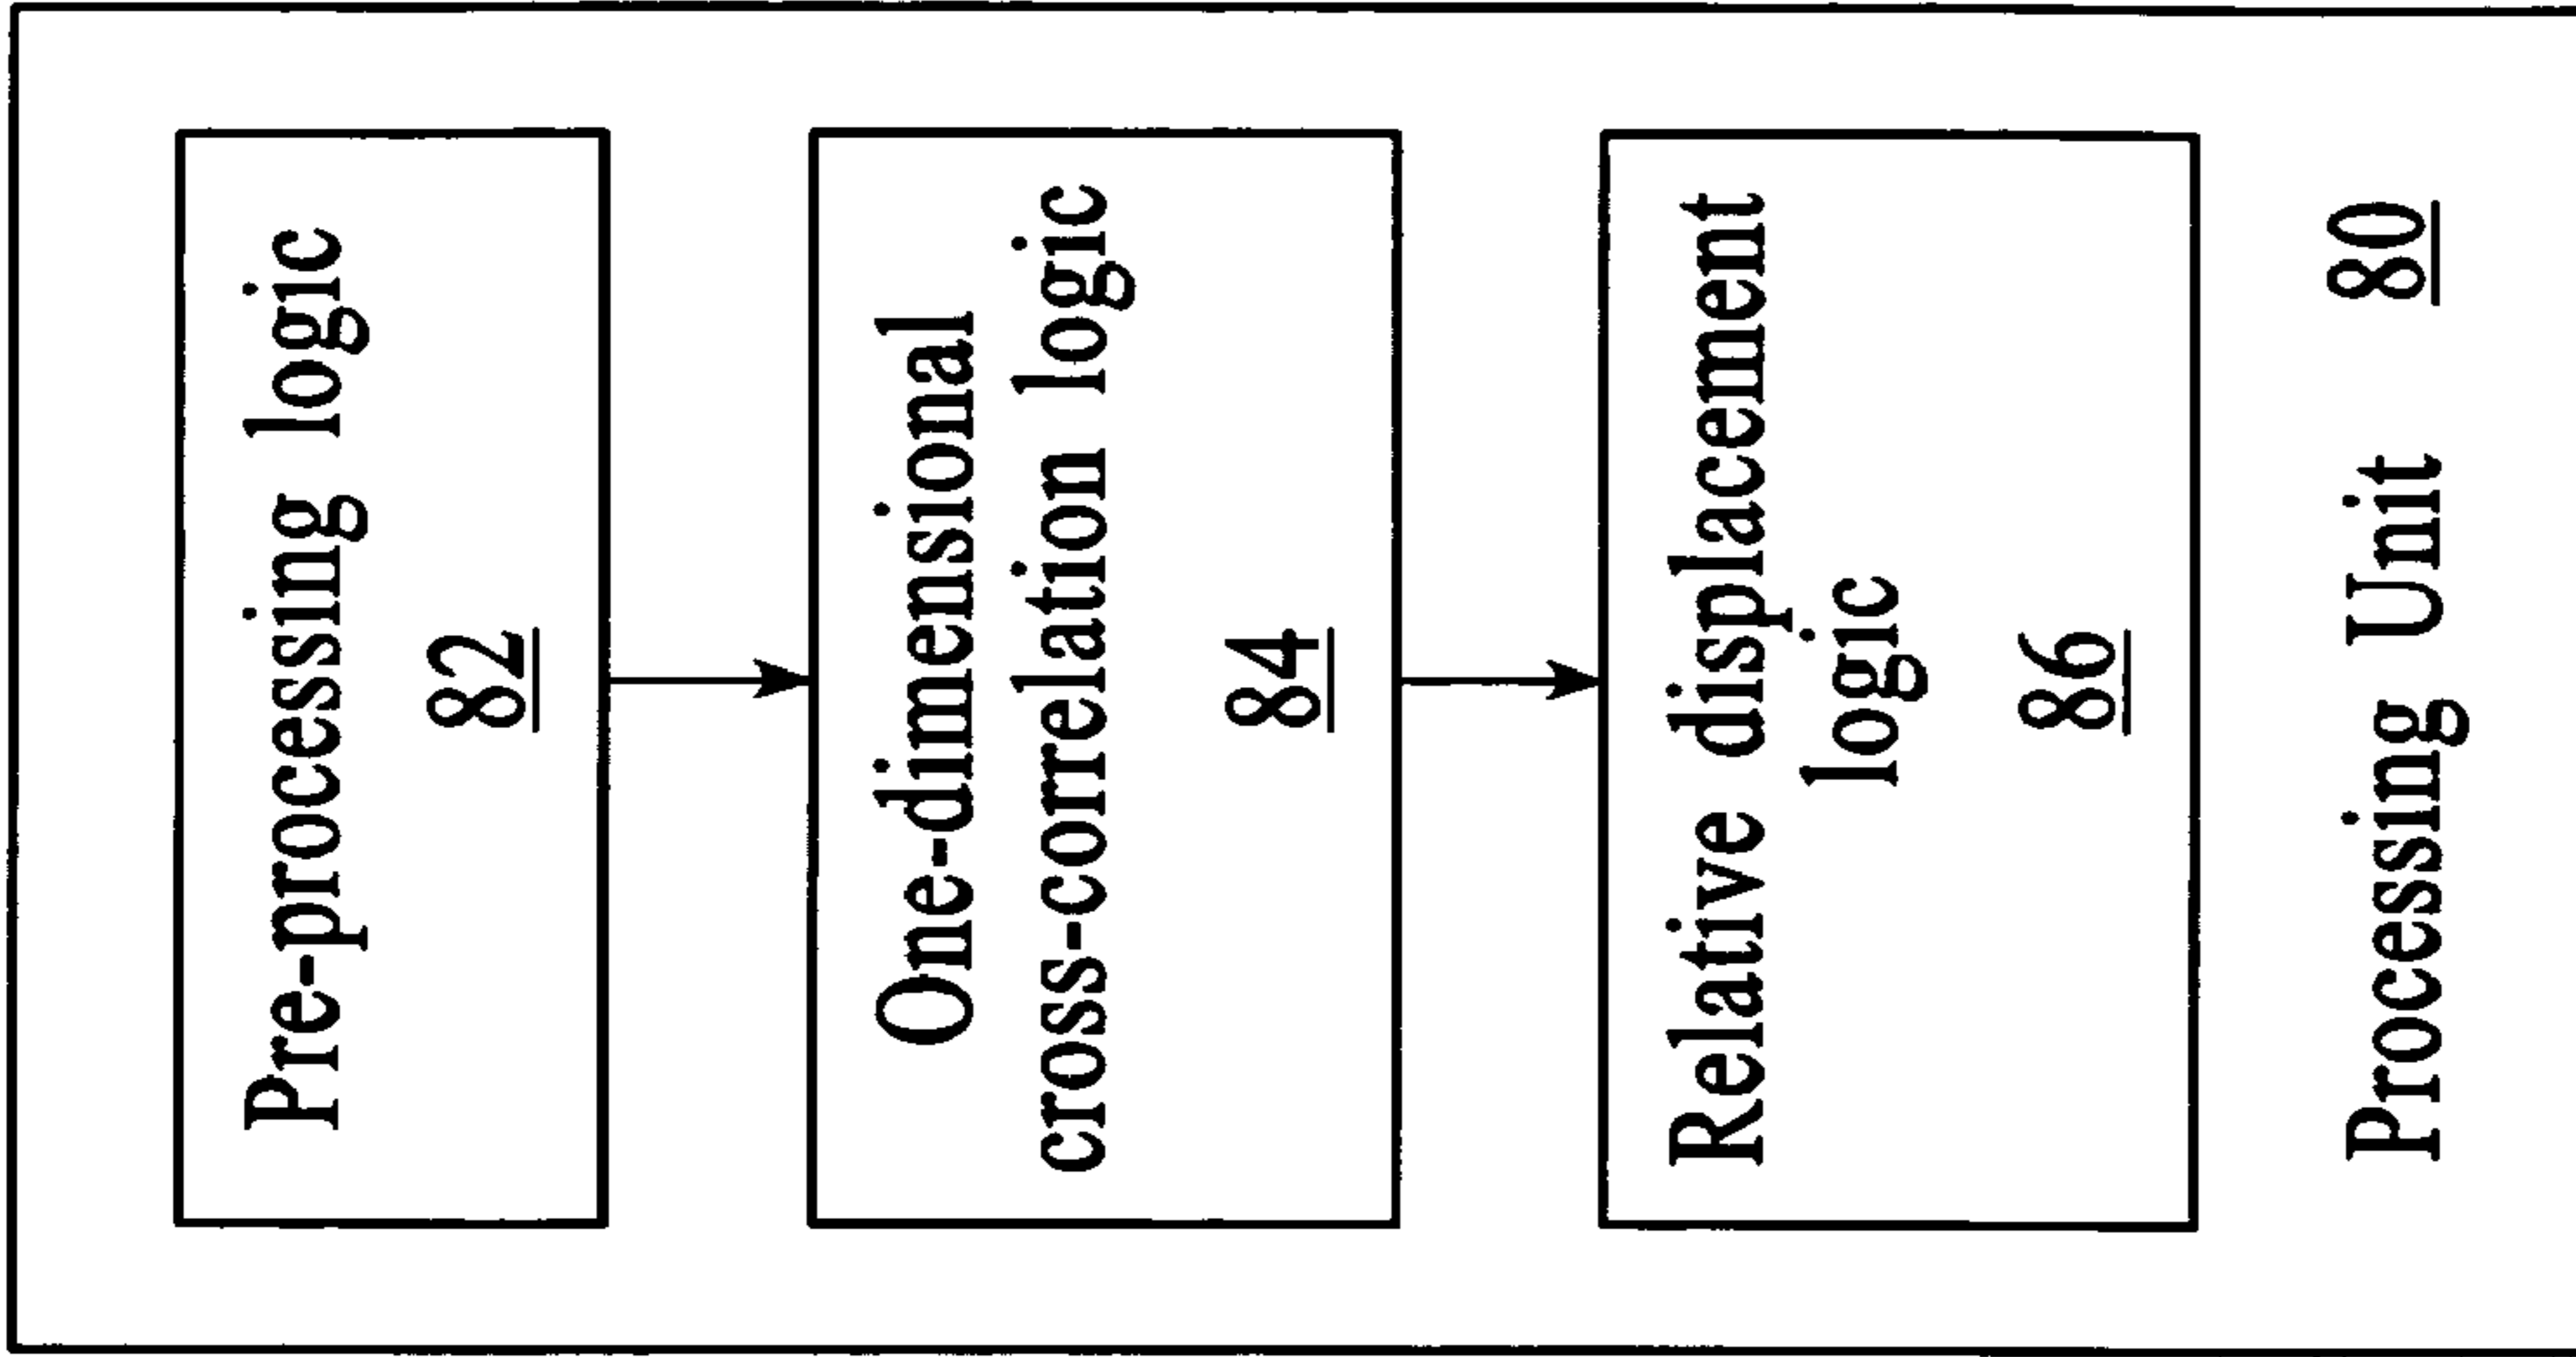 Pre-processing logic
82
One-dimensional
cross-correlation logic
84
Relative displacement
logic
86
Processing Unit 80